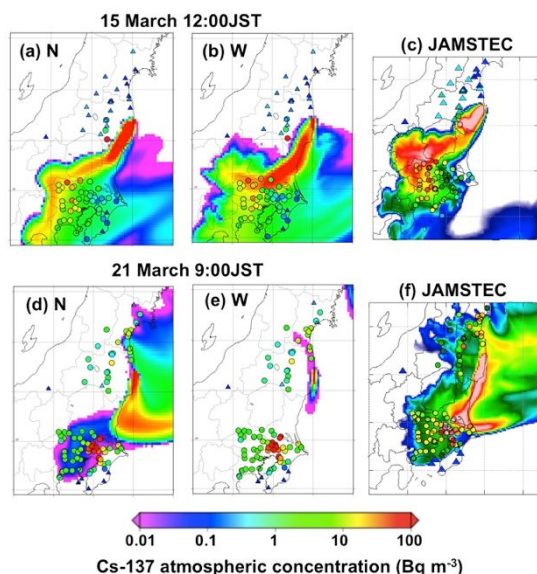 15 March 12:00JST
(a) N
(b) W
(c) JAMSTEC
21 March 9:00JST
(d) N
(e) W
(f) JAMSTEC
0.01 0.1 1 10 100
Cs-137 atmospheric concentration (Bq m⁻³)